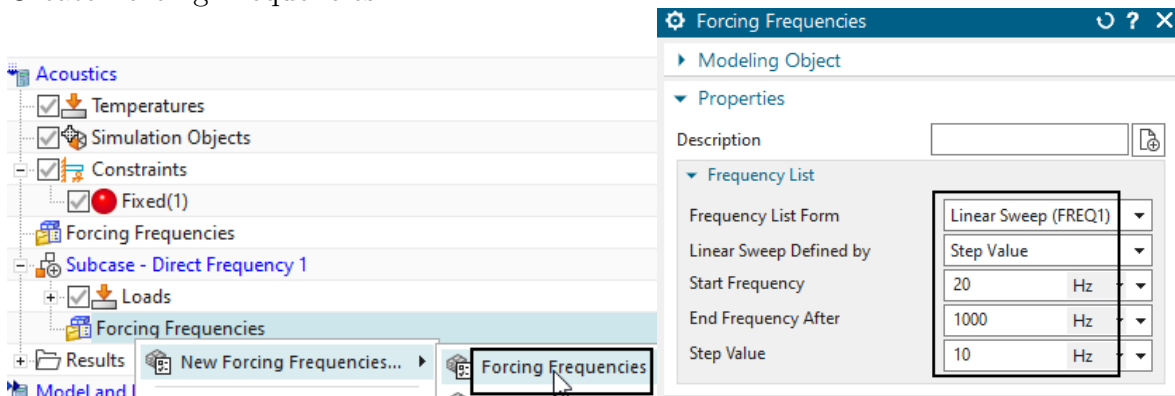 Forcing Frequencies
Modeling Object
Properties
Description
Frequency List
Frequency List Form Linear Sweep (FREQ1)
Linear Sweep Defined by Step Value
Start Frequency 20 Hz
End Frequency After 1000 Hz
Step Value 10 Hz
Acoustics
Temperatures
Simulation Objects
Constraints
Fixed(1)
Forcing Frequencies
Subcase - Direct Frequency 1
Loads
Forcing Frequencies
Results New Forcing Frequencies... Forcing Frequencies